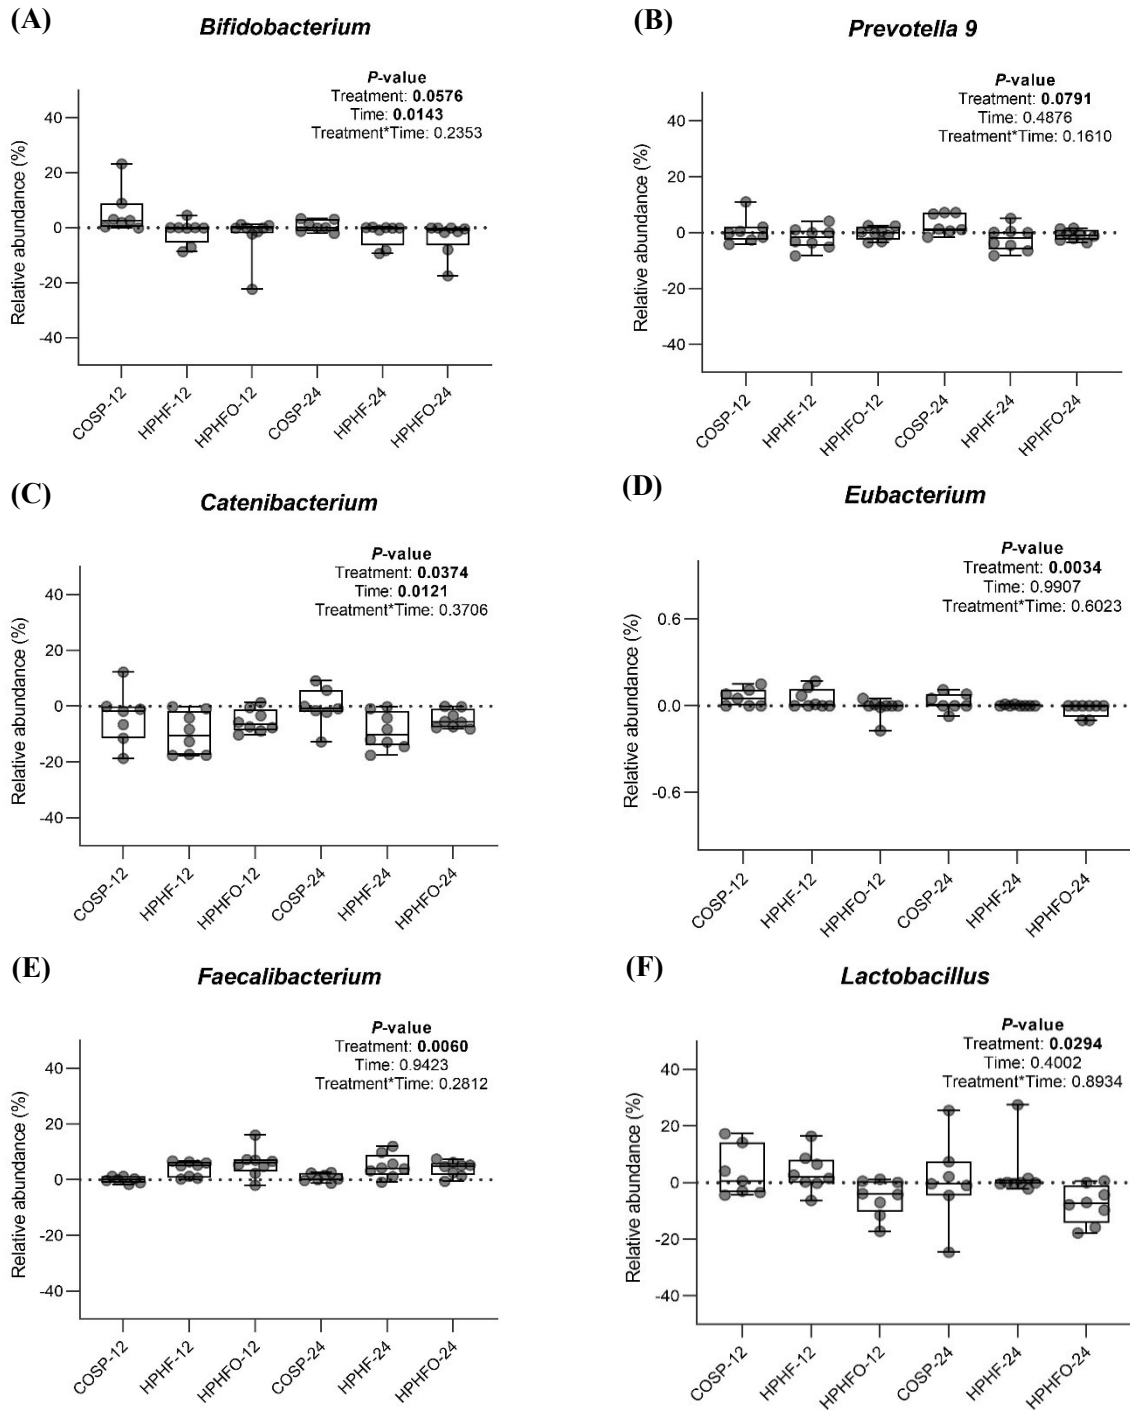 (A)
Bifidobacterium
P-value
Treatment: 0.0576
Time: 0.0143
Treatment*Time: 0.2353
Relative abundance (%)
40
20
0
-20
-40
COSP-12
HPHF-12
HPHFO-12
COSP-24
HPHF-24
HPHFO-24
(B)
Prevotella 9
P-value
Treatment: 0.0791
Time: 0.4876
Treatment*Time: 0.1610
Relative abundance (%)
40
20
0
-20
-40
COSP-12
HPHF-12
HPHFO-12
COSP-24
HPHF-24
HPHFO-24
(C)
Catenibacterium
P-value
Treatment: 0.0374
Time: 0.0121
Treatment*Time: 0.3706
Relative abundance (%)
40
20
0
-20
-40
COSP-12
HPHF-12
HPHFO-12
COSP-24
HPHF-24
HPHFO-24
(D)
Eubacterium
P-value
Treatment: 0.0034
Time: 0.9907
Treatment*Time: 0.6023
Relative abundance (%)
0.6
0.0
-0.6
COSP-12
HPHF-12
HPHFO-12
COSP-24
HPHF-24
HPHFO-24
(E)
Faecalibacterium
P-value
Treatment: 0.0060
Time: 0.9423
Treatment*Time: 0.2812
Relative abundance (%)
40
20
0
-20
-40
COSP-12
HPHF-12
HPHFO-12
COSP-24
HPHF-24
HPHFO-24
(F)
Lactobacillus
P-value
Treatment: 0.0294
Time: 0.4002
Treatment*Time: 0.8934
Relative abundance (%)
40
20
0
-20
-40
COSP-12
HPHF-12
HPHFO-12
COSP-24
HPHF-24
HPHFO-24